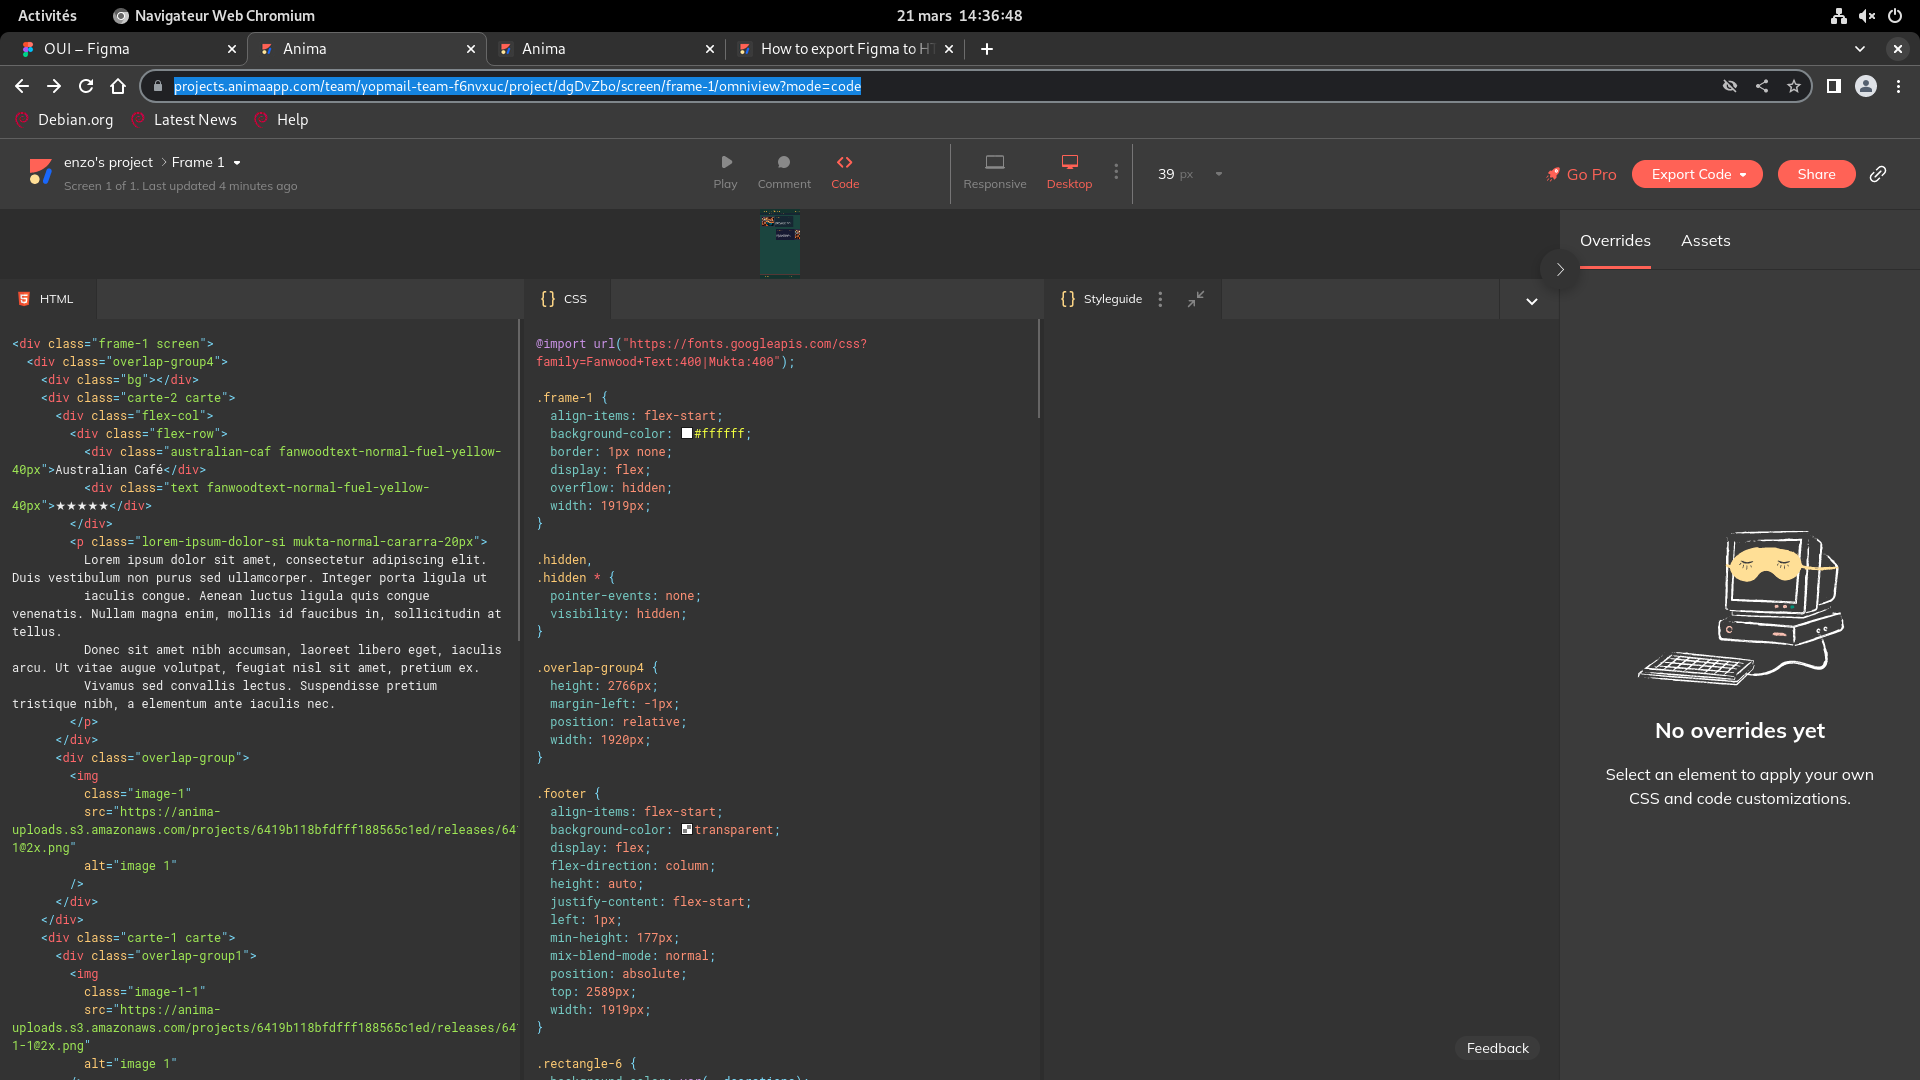 Activités
Navigateur Web Chromium
21 mars 14:36:48
OUI – Figma
Anima
Anima
How to export Figma to HT
projects.animaapp.com/team/yopmail-team-f6nvxuc/project/dgDvZbo/screen/frame-1/omniview?mode=code
Debian.org
Latest News
Help
enzo's project
Frame 1
Screen 1 of 1. Last updated 4 minutes ago
Play
Comment
Code
Responsive
Desktop
39 px
Go Pro
Export Code
Share
Overrides
Assets
HTML
<div class="frame-1 screen">
<div class="overlap-group4">
<div class="bg"></div>
<div class="carte-2 carte">
<div class="flex-col">
<div class="flex-row">
<div class="australian-caf fanwoodtext-normal-fuel-yellow-
40px">Australian Café</div>
<div class="text fanwoodtext-normal-fuel-yellow-
40px">★★★★★</div>
</div>
<p class="lorem-ipsum-dolor-si mukta-normal-cararra-20px">
Lorem ipsum dolor sit amet, consectetur adipiscing elit.
Duis vestibulum non purus sed ullamcorper. Integer porta ligula ut
iaculis congue. Aenean luctus ligula quis congue
venenatis. Nullam magna enim, mollis id faucibus in, sollicitudin at
tellus.
Donec sit amet nibh accumsan, laoreet libero eget, iaculis
arcu. Ut vitae augue volutpat, feugiat nisl sit amet, pretium ex.
Vivamus sed convallis lectus. Suspendisse pretium
tristique nibh, a elementum ante iaculis nec.
</p>
</div>
<div class="overlap-group">
<img
class="image-1"
src="https://anima-
uploads.s3.amazonaws.com/projects/6419b118bfdfff188565c1ed/releases/641
1@2x.png"
alt="image 1"
/>
</div>
</div>
<div class="carte-1 carte">
<div class="overlap-group1">
<img
class="image-1-1"
src="https://anima-
uploads.s3.amazonaws.com/projects/6419b118bfdfff188565c1ed/releases/641
1-1@2x.png"
alt="image 1"
CSS
@import url("https://fonts.googleapis.com/css?
family=Fanwood+Text:400|Mukta:400");
.frame-1 {
align-items: flex-start;
background-color: #ffffff;
border: 1px none;
display: flex;
overflow: hidden;
width: 1919px;
}
.hidden,
.hidden * {
pointer-events: none;
visibility: hidden;
}
.overlap-group4 {
height: 2766px;
margin-left: -1px;
position: relative;
width: 1920px;
}
.footer {
align-items: flex-start;
background-color: transparent;
display: flex;
flex-direction: column;
height: auto;
justify-content: flex-start;
left: 1px;
min-height: 177px;
mix-blend-mode: normal;
position: absolute;
top: 2589px;
width: 1919px;
}
.rectangle-6 {
Styleguide
No overrides yet
Select an element to apply your own
CSS and code customizations.
Feedback